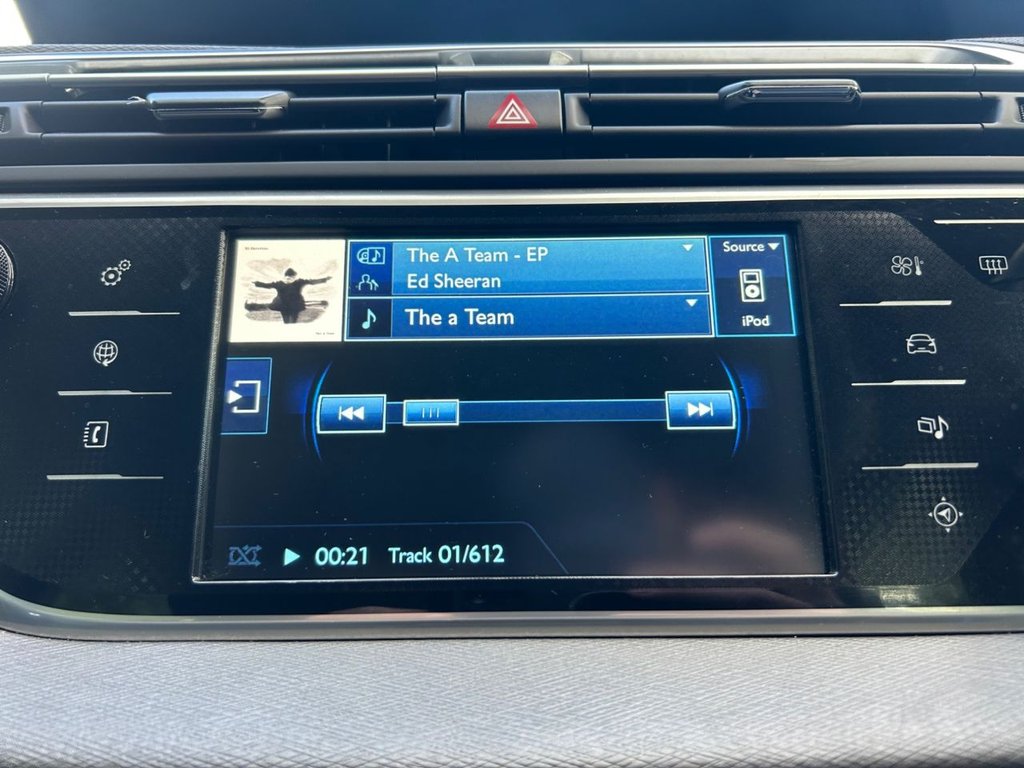 The A Team - EP
Ed Sheeran
The a Team
Source
iPod
00:21 Track 01/612